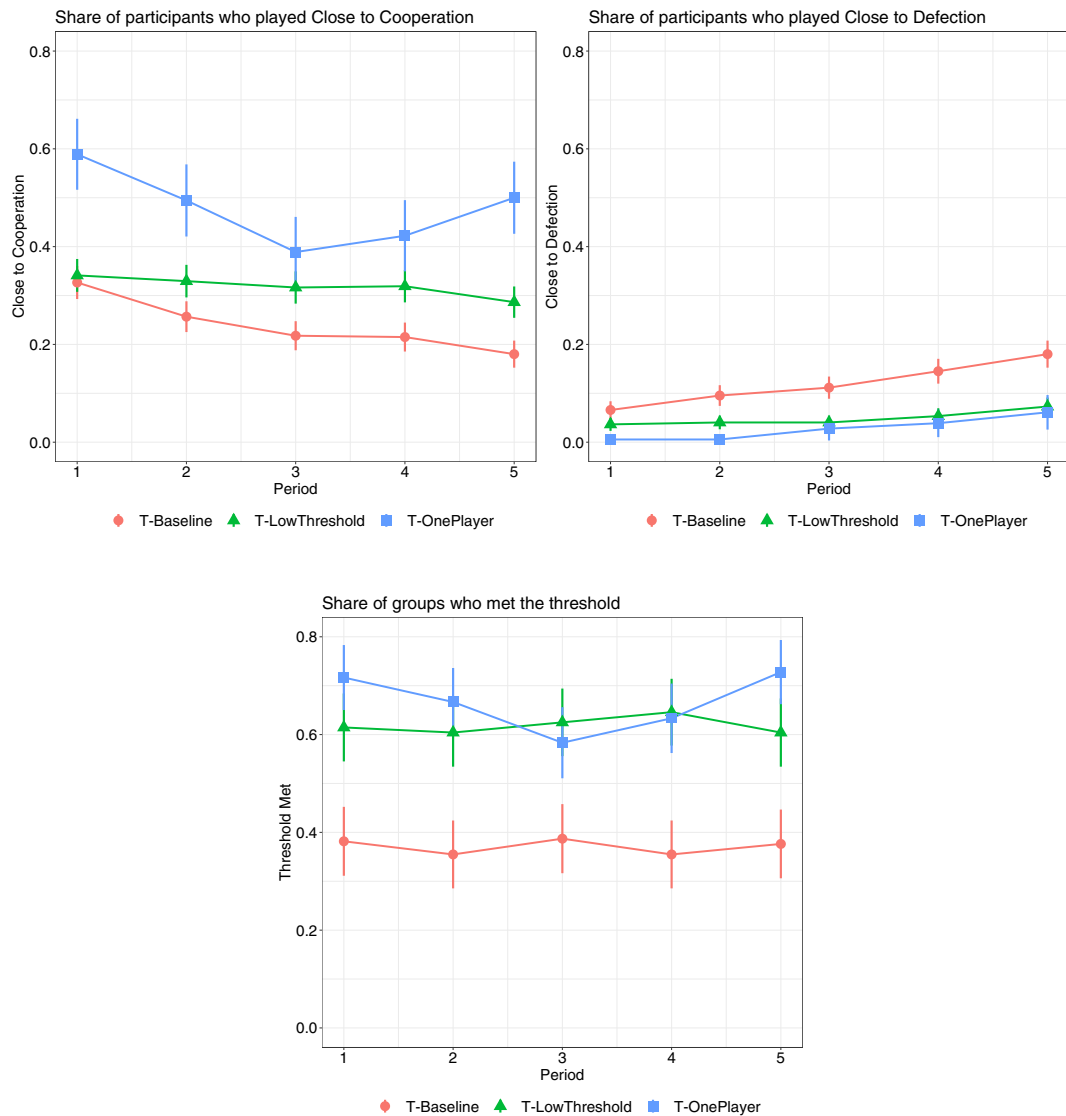 Share of participants who played Close to Cooperation
0.8
0.6
0.4
0.2
0.0
Close to Cooperation
1 2 3 4 5
Period
T-Baseline T-LowThreshold T-OnePlayer
Share of participants who played Close to Defection
0.8
0.6
0.4
0.2
0.0
Close to Defection
1 2 3 4 5
Period
T-Baseline T-LowThreshold T-OnePlayer
Share of groups who met the threshold
0.8
0.6
0.4
0.2
0.0
Threshold Met
1 2 3 4 5
Period
T-Baseline T-LowThreshold T-OnePlayer